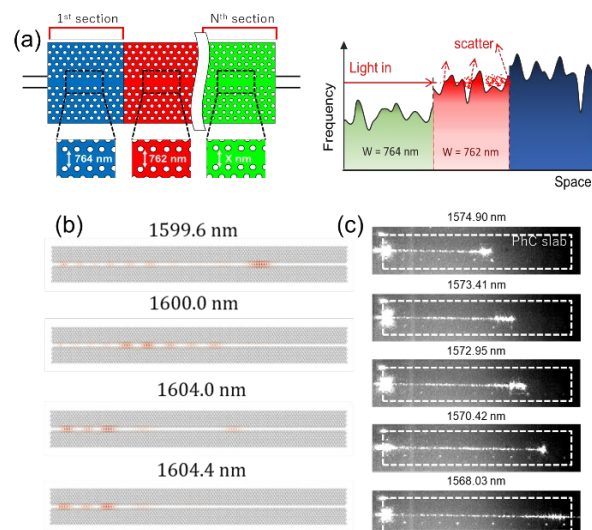 (a)
1st section
Nth section
764 nm
762 nm
X nm
Light in
scatter
Frequency
W = 764 nm
W = 762 nm
Space
(b)
1599.6 nm
1600.0 nm
1604.0 nm
1604.4 nm
(c)
1574.90 nm
PhC slab
1573.41 nm
1572.95 nm
1570.42 nm
1568.03 nm